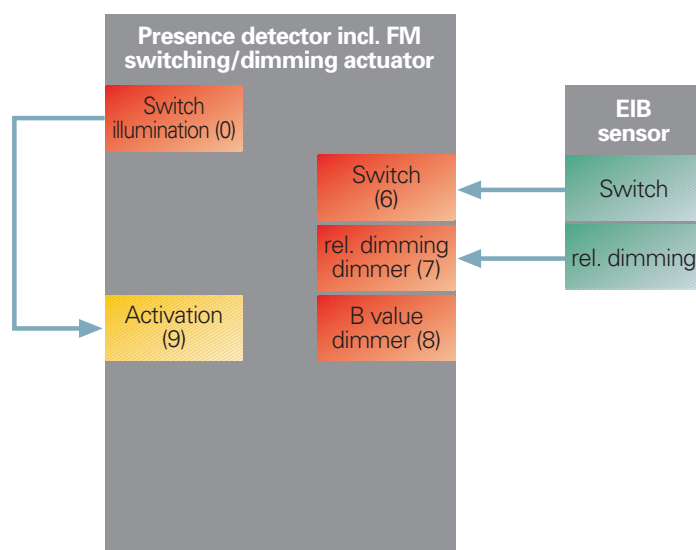 Presence detector incl. FM
switching/dimming actuator
Switch
illumination (0)
Activation
(9)
Switch
(6)
rel. dimming
dimmer (7)
B value
dimmer (8)
EIB
sensor
Switch
rel. dimming